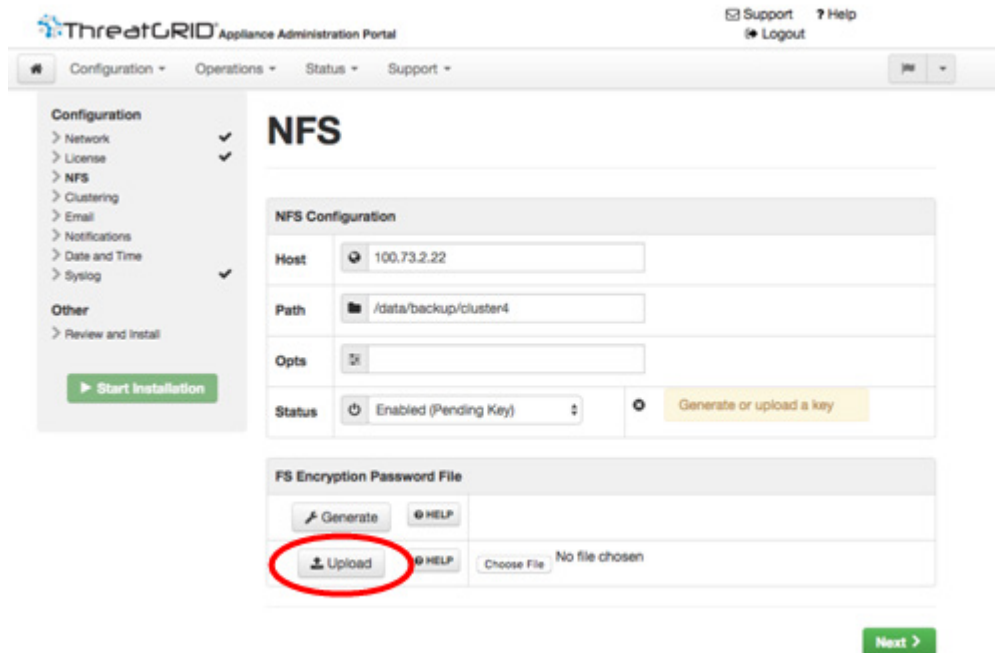 Support ? Help
ThreatGRID Appliance Administration Portal
Logout
Configuration Operations Status Support
Configuration
Network
License
NFS
Clustering
Email
Notifications
Date and Time
Syslog
Other
Review and Install
Start Installation
NFS
NFS Configuration
Host 100.73.2.22
Path /data/backup/cluster4
Opts
Status Enabled (Pending Key) Generate or upload a key
FS Encryption Password File
Generate HELP
Upload HELP Choose File No file chosen
Next